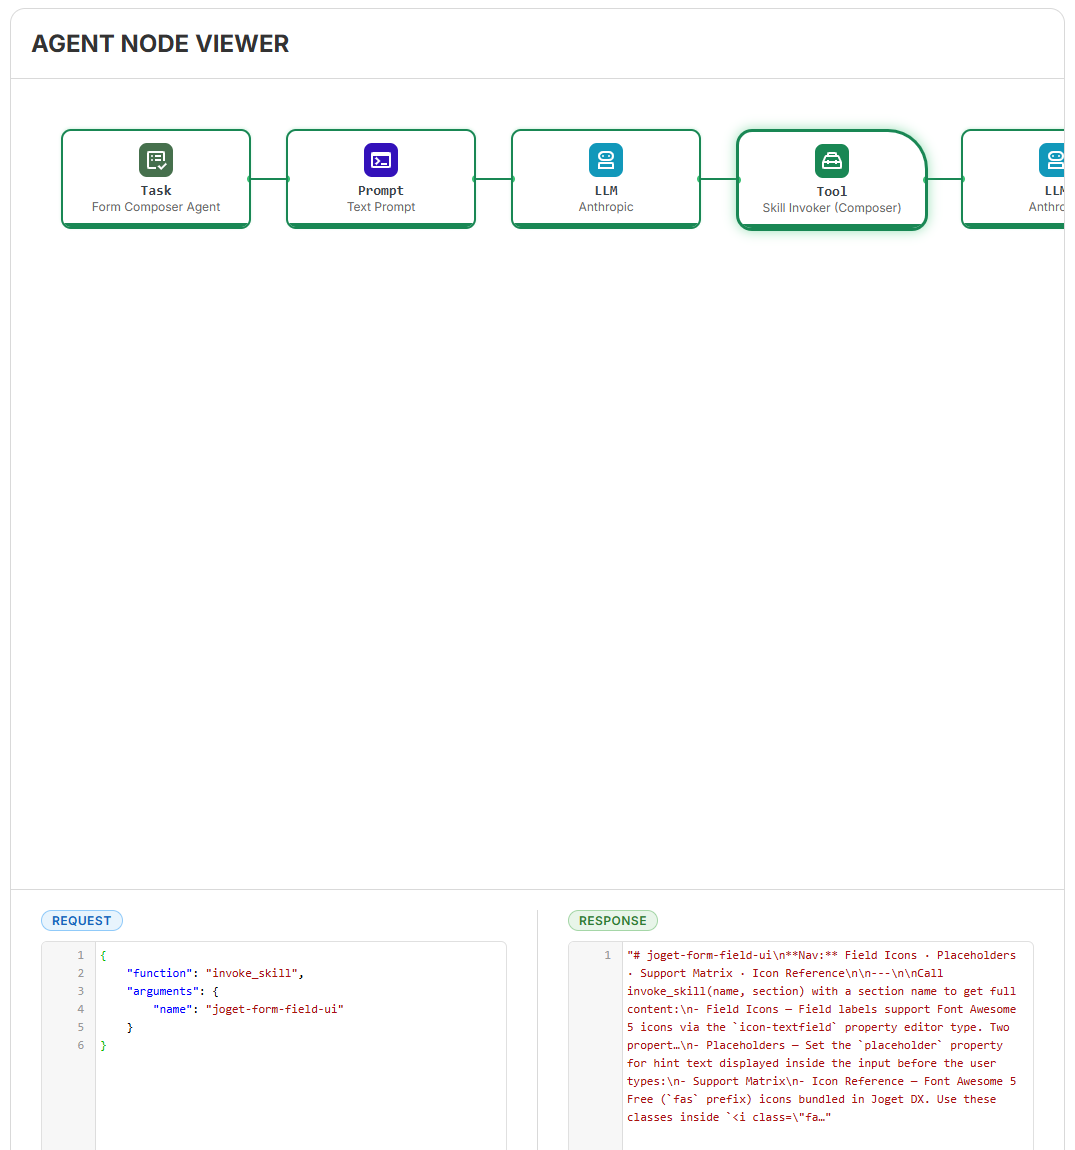 AGENT NODE VIEWER
Task
Form Composer Agent
Prompt
Text Prompt
LLM
Anthropic
Tool
Skill Invoker (Composer)
LLM
Anthro
REQUEST
1 {
2 "function": "invoke_skill",
3 "arguments": {
4 "name": "joget-form-field-ui"
5 }
6 }
RESPONSE
1 "# joget-form-field-ui\n**Nav:** Field Icons · Placeholders
· Support Matrix · Icon Reference\n\n---\n\nCall
invoke_skill(name, section) with a section name to get full
content:\n- Field Icons — Field labels support Font Awesome
5 icons via the `icon-textfield` property editor type. Two
propert…\n- Placeholders — Set the `placeholder` property
for hint text displayed inside the input before the user
types:\n- Support Matrix\n- Icon Reference — Font Awesome 5
Free (`fas` prefix) icons bundled in Joget DX. Use these
classes inside `<i class=\"fa…"